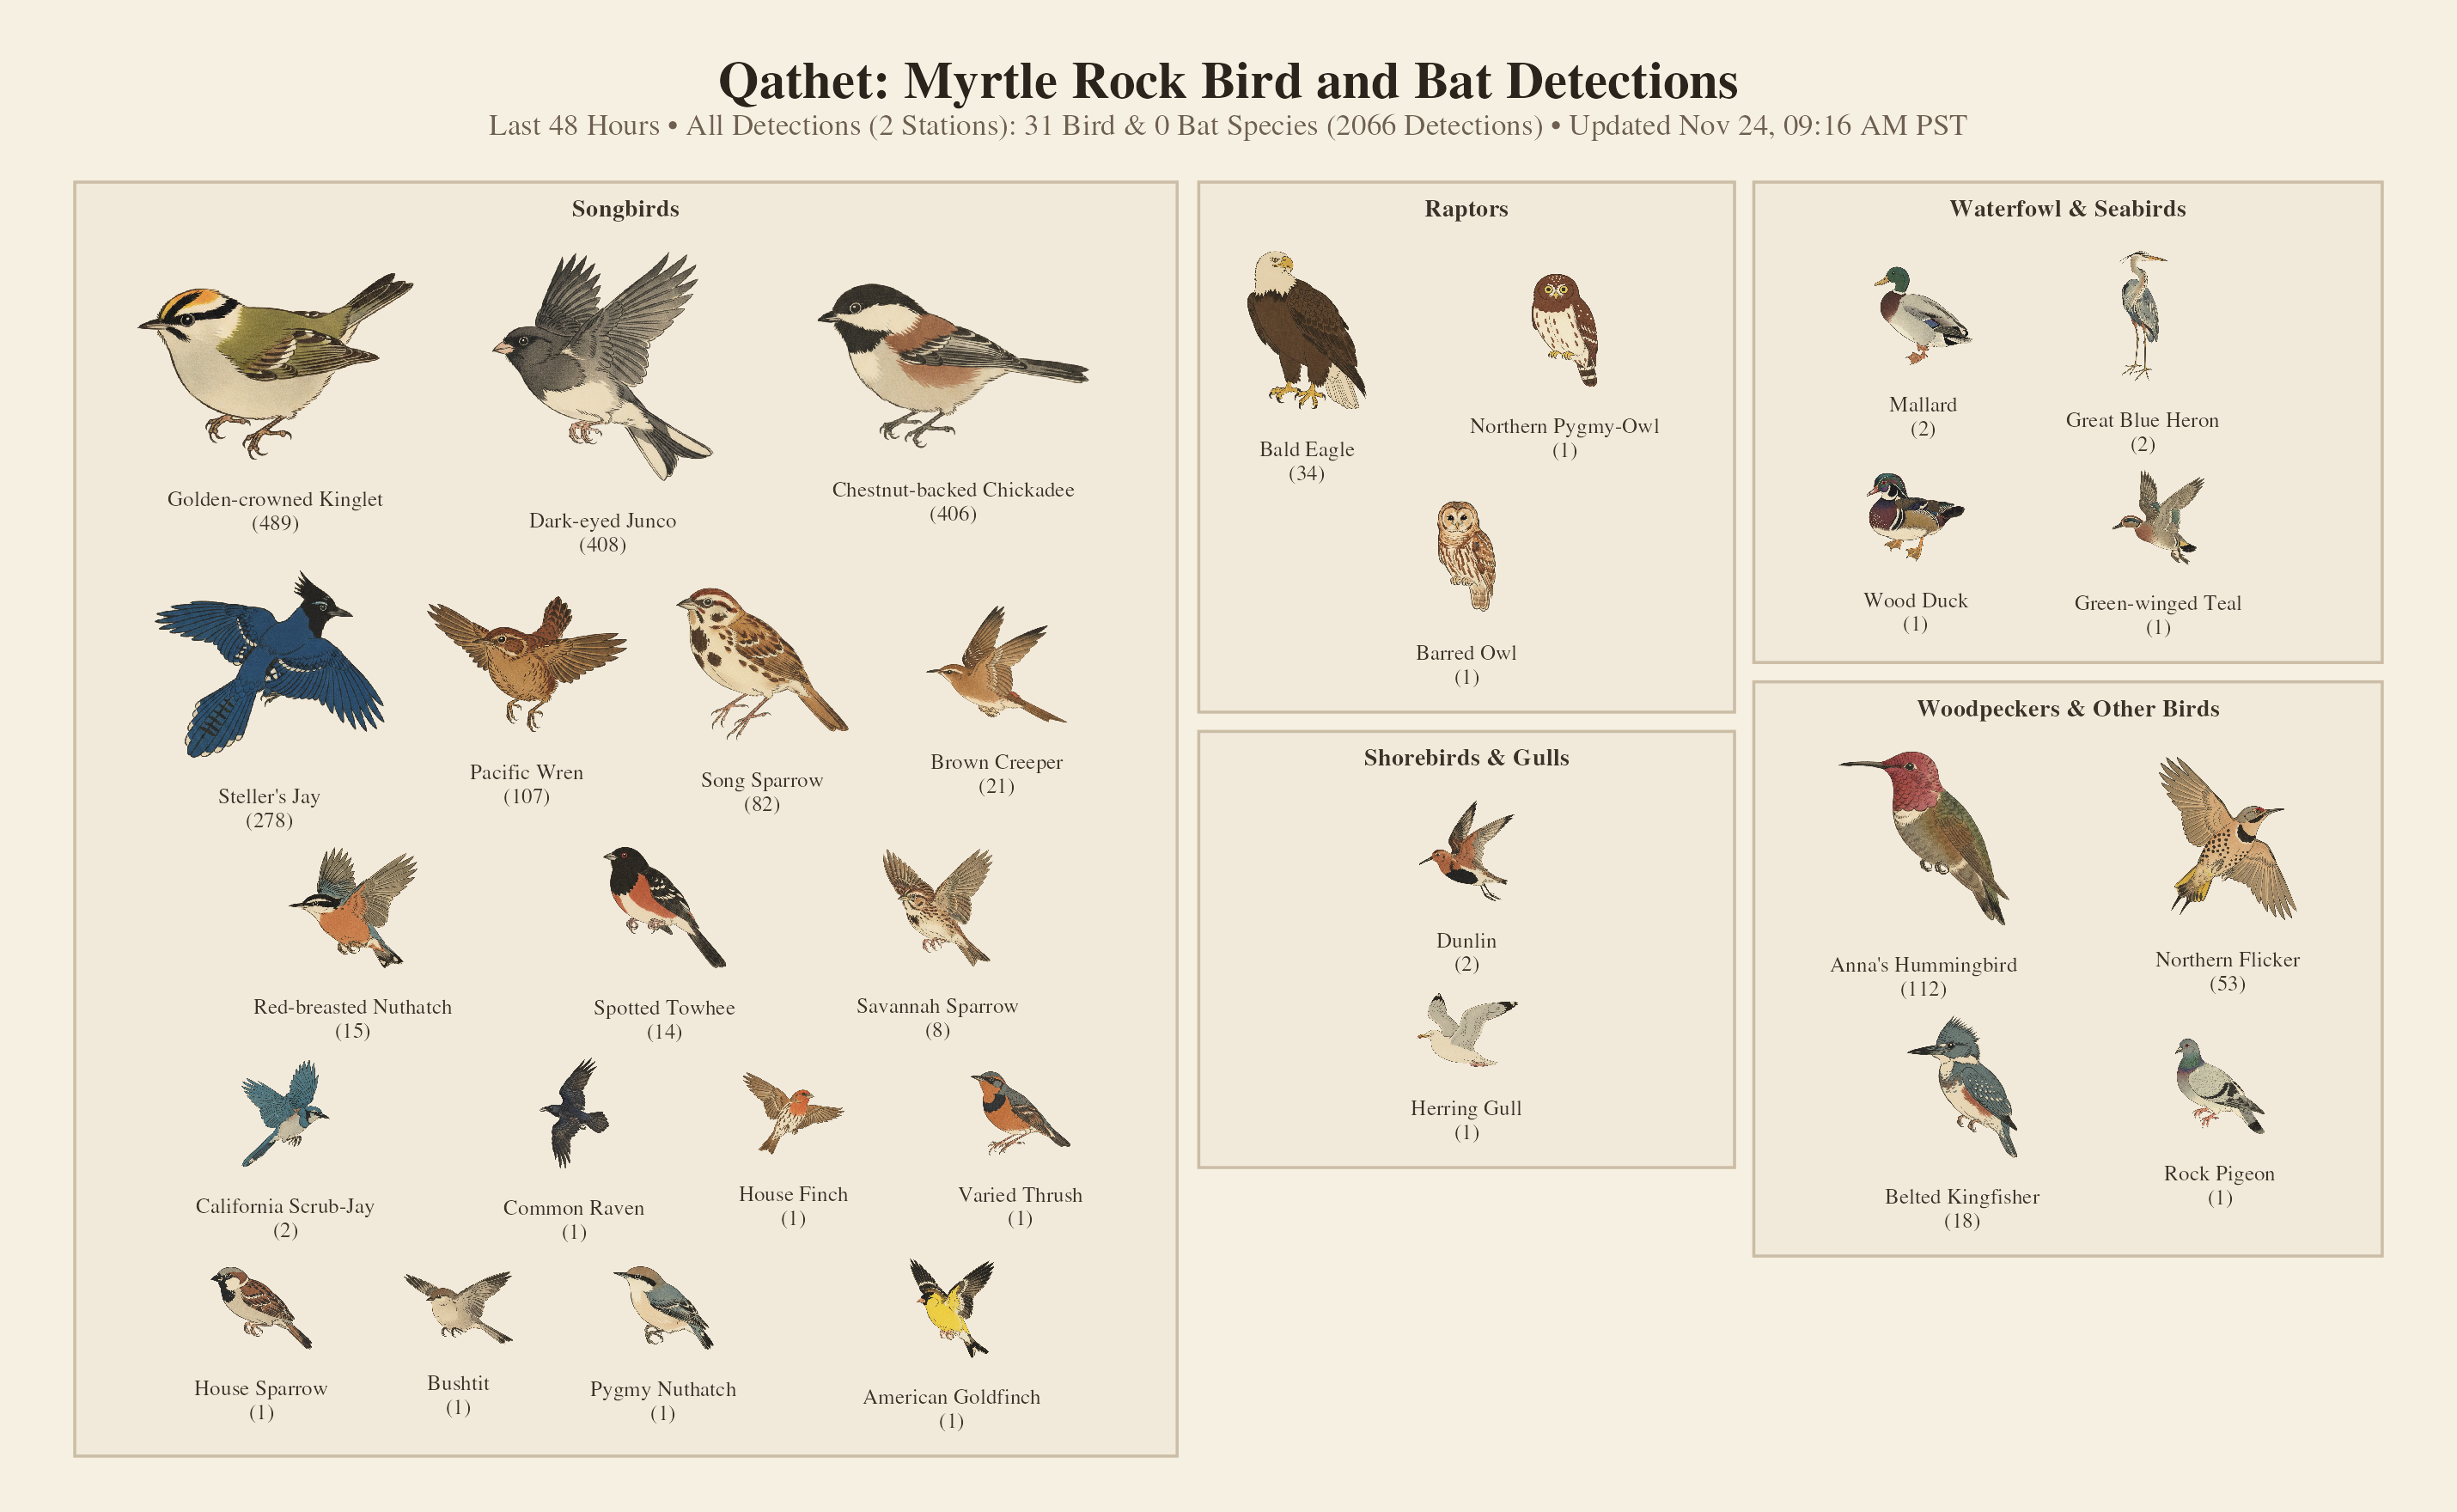 Qathet: Myrtle Rock Bird and Bat Detections
Last 48 Hours • All Detections (2 Stations): 31 Bird & 0 Bat Species (2066 Detections) • Updated Nov 24, 09:16 AM PST
Songbirds
Golden-crowned Kinglet
(489)
Dark-eyed Junco
(408)
Chestnut-backed Chickadee
(406)
Steller's Jay
(278)
Pacific Wren
(107)
Song Sparrow
(82)
Brown Creeper
(21)
Red-breasted Nuthatch
(15)
Spotted Towhee
(14)
Savannah Sparrow
(8)
California Scrub-Jay
(2)
Common Raven
(1)
House Finch
(1)
Varied Thrush
(1)
House Sparrow
(1)
Bushtit
(1)
Pygmy Nuthatch
(1)
American Goldfinch
(1)
Raptors
Bald Eagle
(34)
Northern Pygmy-Owl
(1)
Barred Owl
(1)
Shorebirds & Gulls
Dunlin
(2)
Herring Gull
(1)
Waterfowl & Seabirds
Mallard
(2)
Great Blue Heron
(2)
Wood Duck
(1)
Green-winged Teal
(1)
Woodpeckers & Other Birds
Anna's Hummingbird
(112)
Northern Flicker
(53)
Belted Kingfisher
(18)
Rock Pigeon
(1)